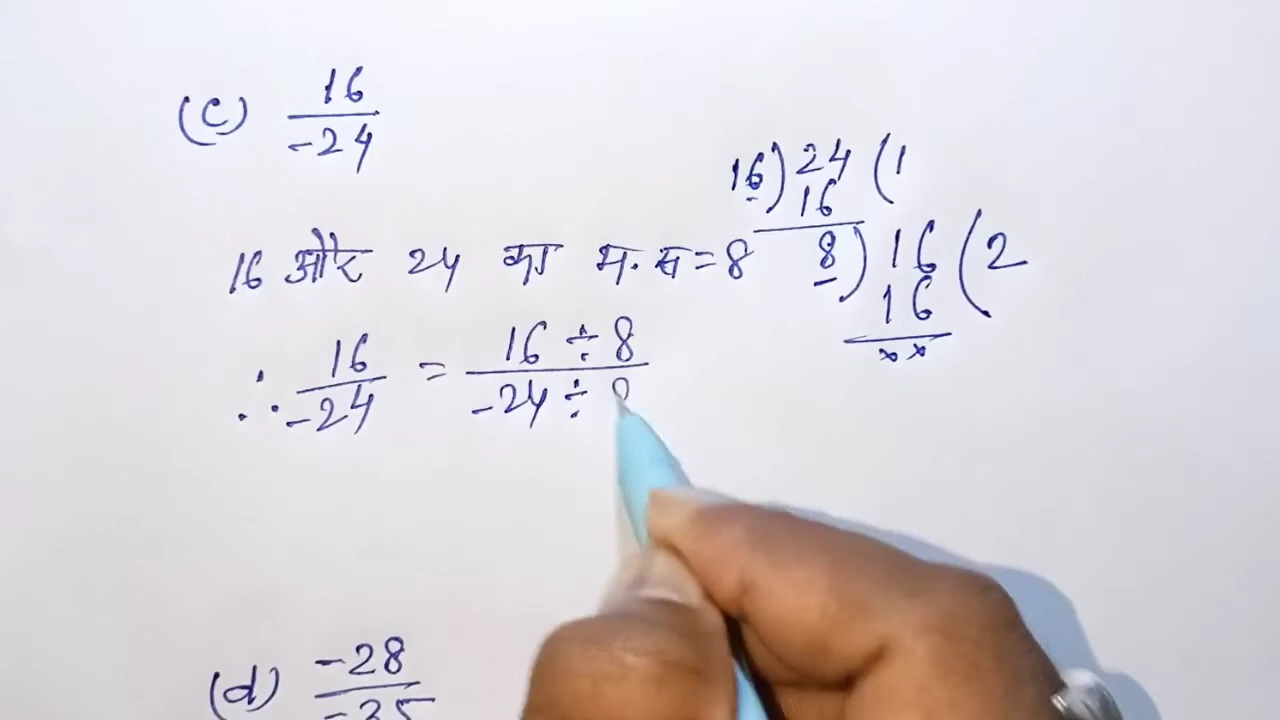 (c) 16/-24
16) 24 (1
16
8) 16 (2
16
××
16 और 24 का म.स = 8
∴ 16/-24 = 16 ÷ 8/-24 ÷ 8
(d) -28/-35